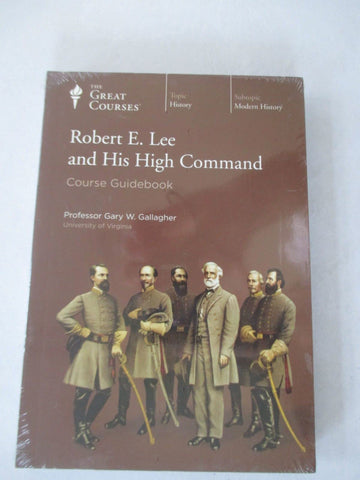 THE
GREAT
COURSES®
Topic
History
Subtopic
Modern History
Robert E. Lee
and His High Command
Course Guidebook
Professor Gary W. Gallagher
University of Virginia